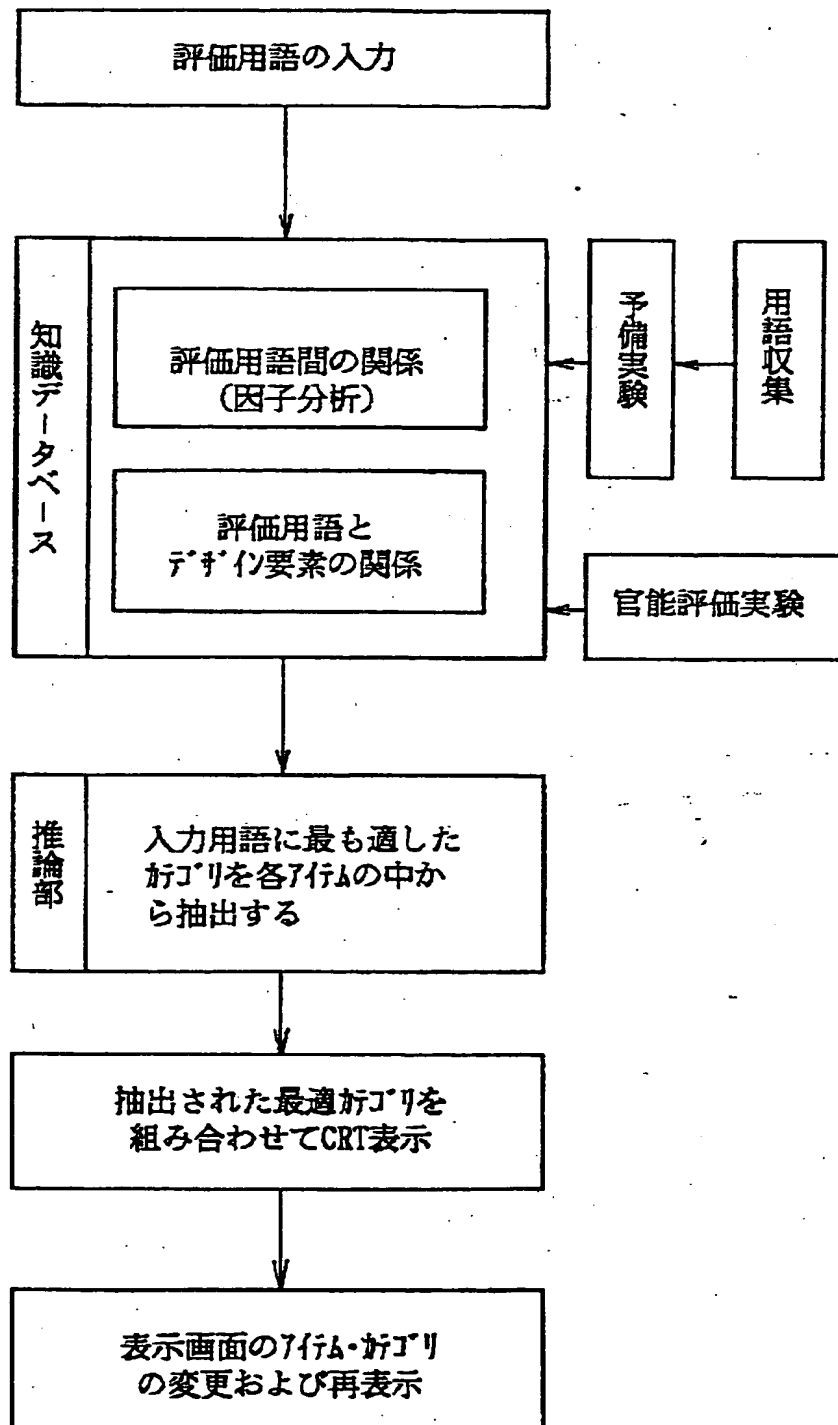 評価用語の入力
知識データベース
評価用語間の関係
(因子分析)
評価用語と
ﾃﾞｻﾞｲﾝ要素の関係
予備実験
用語収集
官能評価実験
推論部
入力用語に最も適した
ｶﾃｺﾞﾘを各ｱｲﾃﾑの中か
ら抽出する
抽出された最適ｶﾃｺﾞﾘを
組み合わせてCRT表示
表示画面のｱｲﾃﾑ・ｶﾃｺﾞﾘ
の変更および再表示